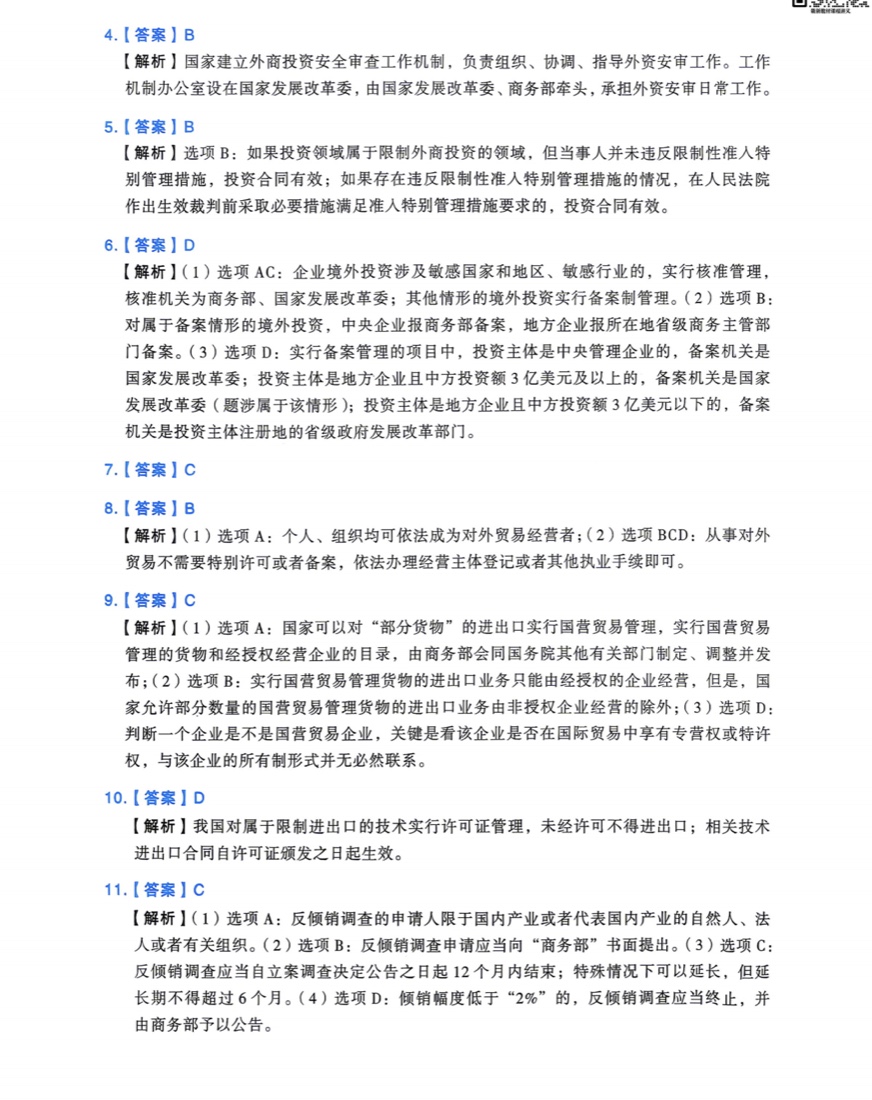 4.【答案】B
【解析】国家建立外商投资安全审查工作机制，负责组织、协调、指导外资安审工作。工作
机制办公室设在国家发展改革委，由国家发展改革委、商务部牵头，承担外资安审日常工作。
5.【答案】B
【解析】选项 B：如果投资领域属于限制外商投资的领域，但当事人并未违反限制性准入特
别管理措施，投资合同有效；如果存在违反限制性准入特别管理措施的情况，在人民法院
作出生效裁判前采取必要措施满足准入特别管理措施要求的，投资合同有效。
6.【答案】D
【解析】（1）选项 AC：企业境外投资涉及敏感国家和地区、敏感行业的，实行核准管理，
核准机关为商务部、国家发展改革委；其他情形的境外投资实行备案制管理。（2）选项 B：
对属于备案情形的境外投资，中央企业报商务部备案，地方企业报所在地省级商务主管部
门备案。（3）选项 D：实行备案管理的项目中，投资主体是中央管理企业的，备案机关是
国家发展改革委；投资主体是地方企业且中方投资额 3 亿美元及以上的，备案机关是国家
发展改革委（题涉属于该情形）；投资主体是地方企业且中方投资额 3 亿美元以下的，备案
机关是投资主体注册地的省级政府发展改革部门。
7.【答案】C
8.【答案】B
【解析】（1）选项 A：个人、组织均可依法成为对外贸易经营者；（2）选项 BCD：从事对外
贸易不需要特别许可或者备案，依法办理经营主体登记或者其他执业手续即可。
9.【答案】C
【解析】（1）选项 A：国家可以对“部分货物”的进出口实行国营贸易管理，实行国营贸易
管理的货物和经授权经营企业的目录，由商务部会同国务院其他有关部门制定、调整并发
布；（2）选项 B：实行国营贸易管理货物的进出口业务只能由经授权的企业经营，但是，国
家允许部分数量的国营贸易管理货物的进出口业务由非授权企业经营的除外；（3）选项 D：
判断一个企业是不是国营贸易企业，关键是看该企业是否在国际贸易中享有专营权或特许
权，与该企业的所有制形式并无必然联系。
10.【答案】D
【解析】我国对属于限制进出口的技术实行许可证管理，未经许可不得进出口；相关技术
进出口合同自许可证颁发之日起生效。
11.【答案】C
【解析】（1）选项 A：反倾销调查的申请人限于国内产业或者代表国内产业的自然人、法
人或者有关组织。（2）选项 B：反倾销调查申请应当向“商务部”书面提出。（3）选项 C：
反倾销调查应当自立案调查决定公告之日起 12 个月内结束；特殊情况下可以延长，但延
长期不得超过 6 个月。（4）选项 D：倾销幅度低于“2%”的，反倾销调查应当终止，并
由商务部予以公告。